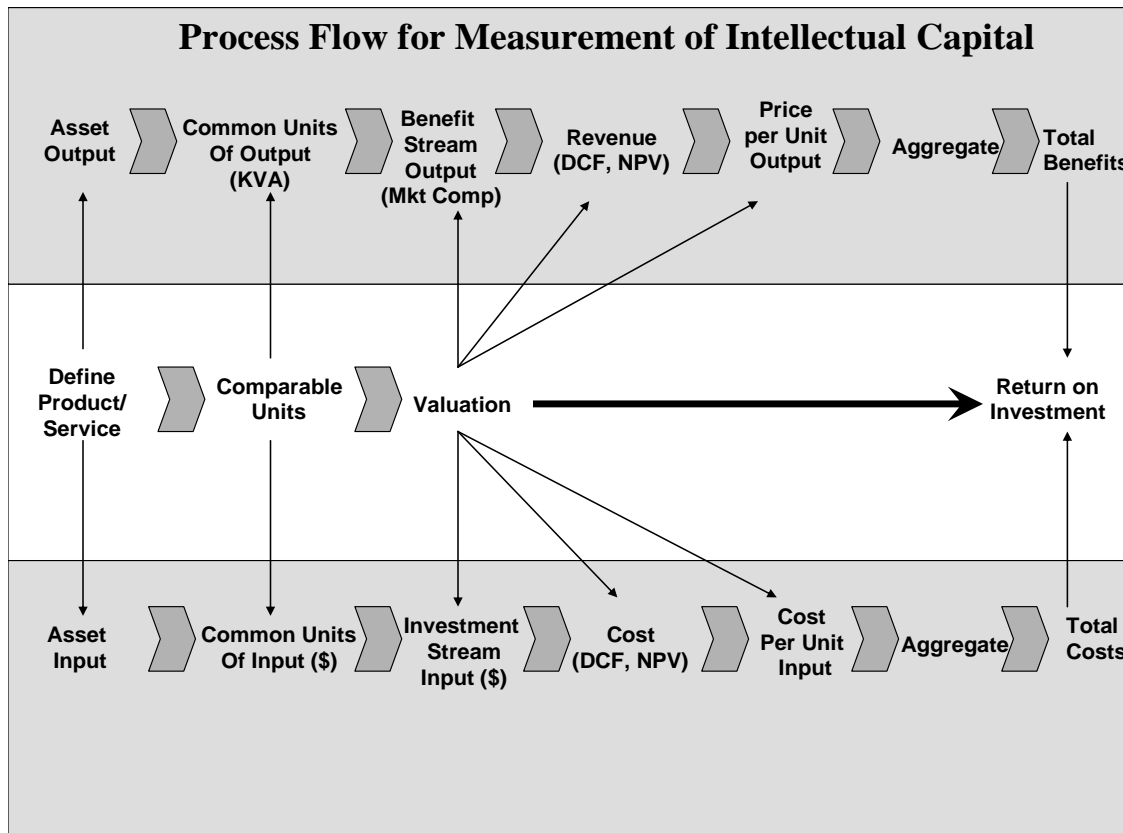 Process Flow for Measurement of Intellectual Capital
Asset
Output
Common Units
Of Output
(KVA)
Benefit
Stream
Output
(Mkt Comp)
Revenue
(DCF, NPV)
Price
per Unit
Output
Aggregate
Total
Benefits
Define
Product/
Service
Comparable
Units
Valuation
Return on
Investment
Asset
Input
Common Units
Of Input ($)
Investment
Stream
Input ($)
Cost
(DCF, NPV)
Cost
Per Unit
Input
Aggregate
Total
Costs